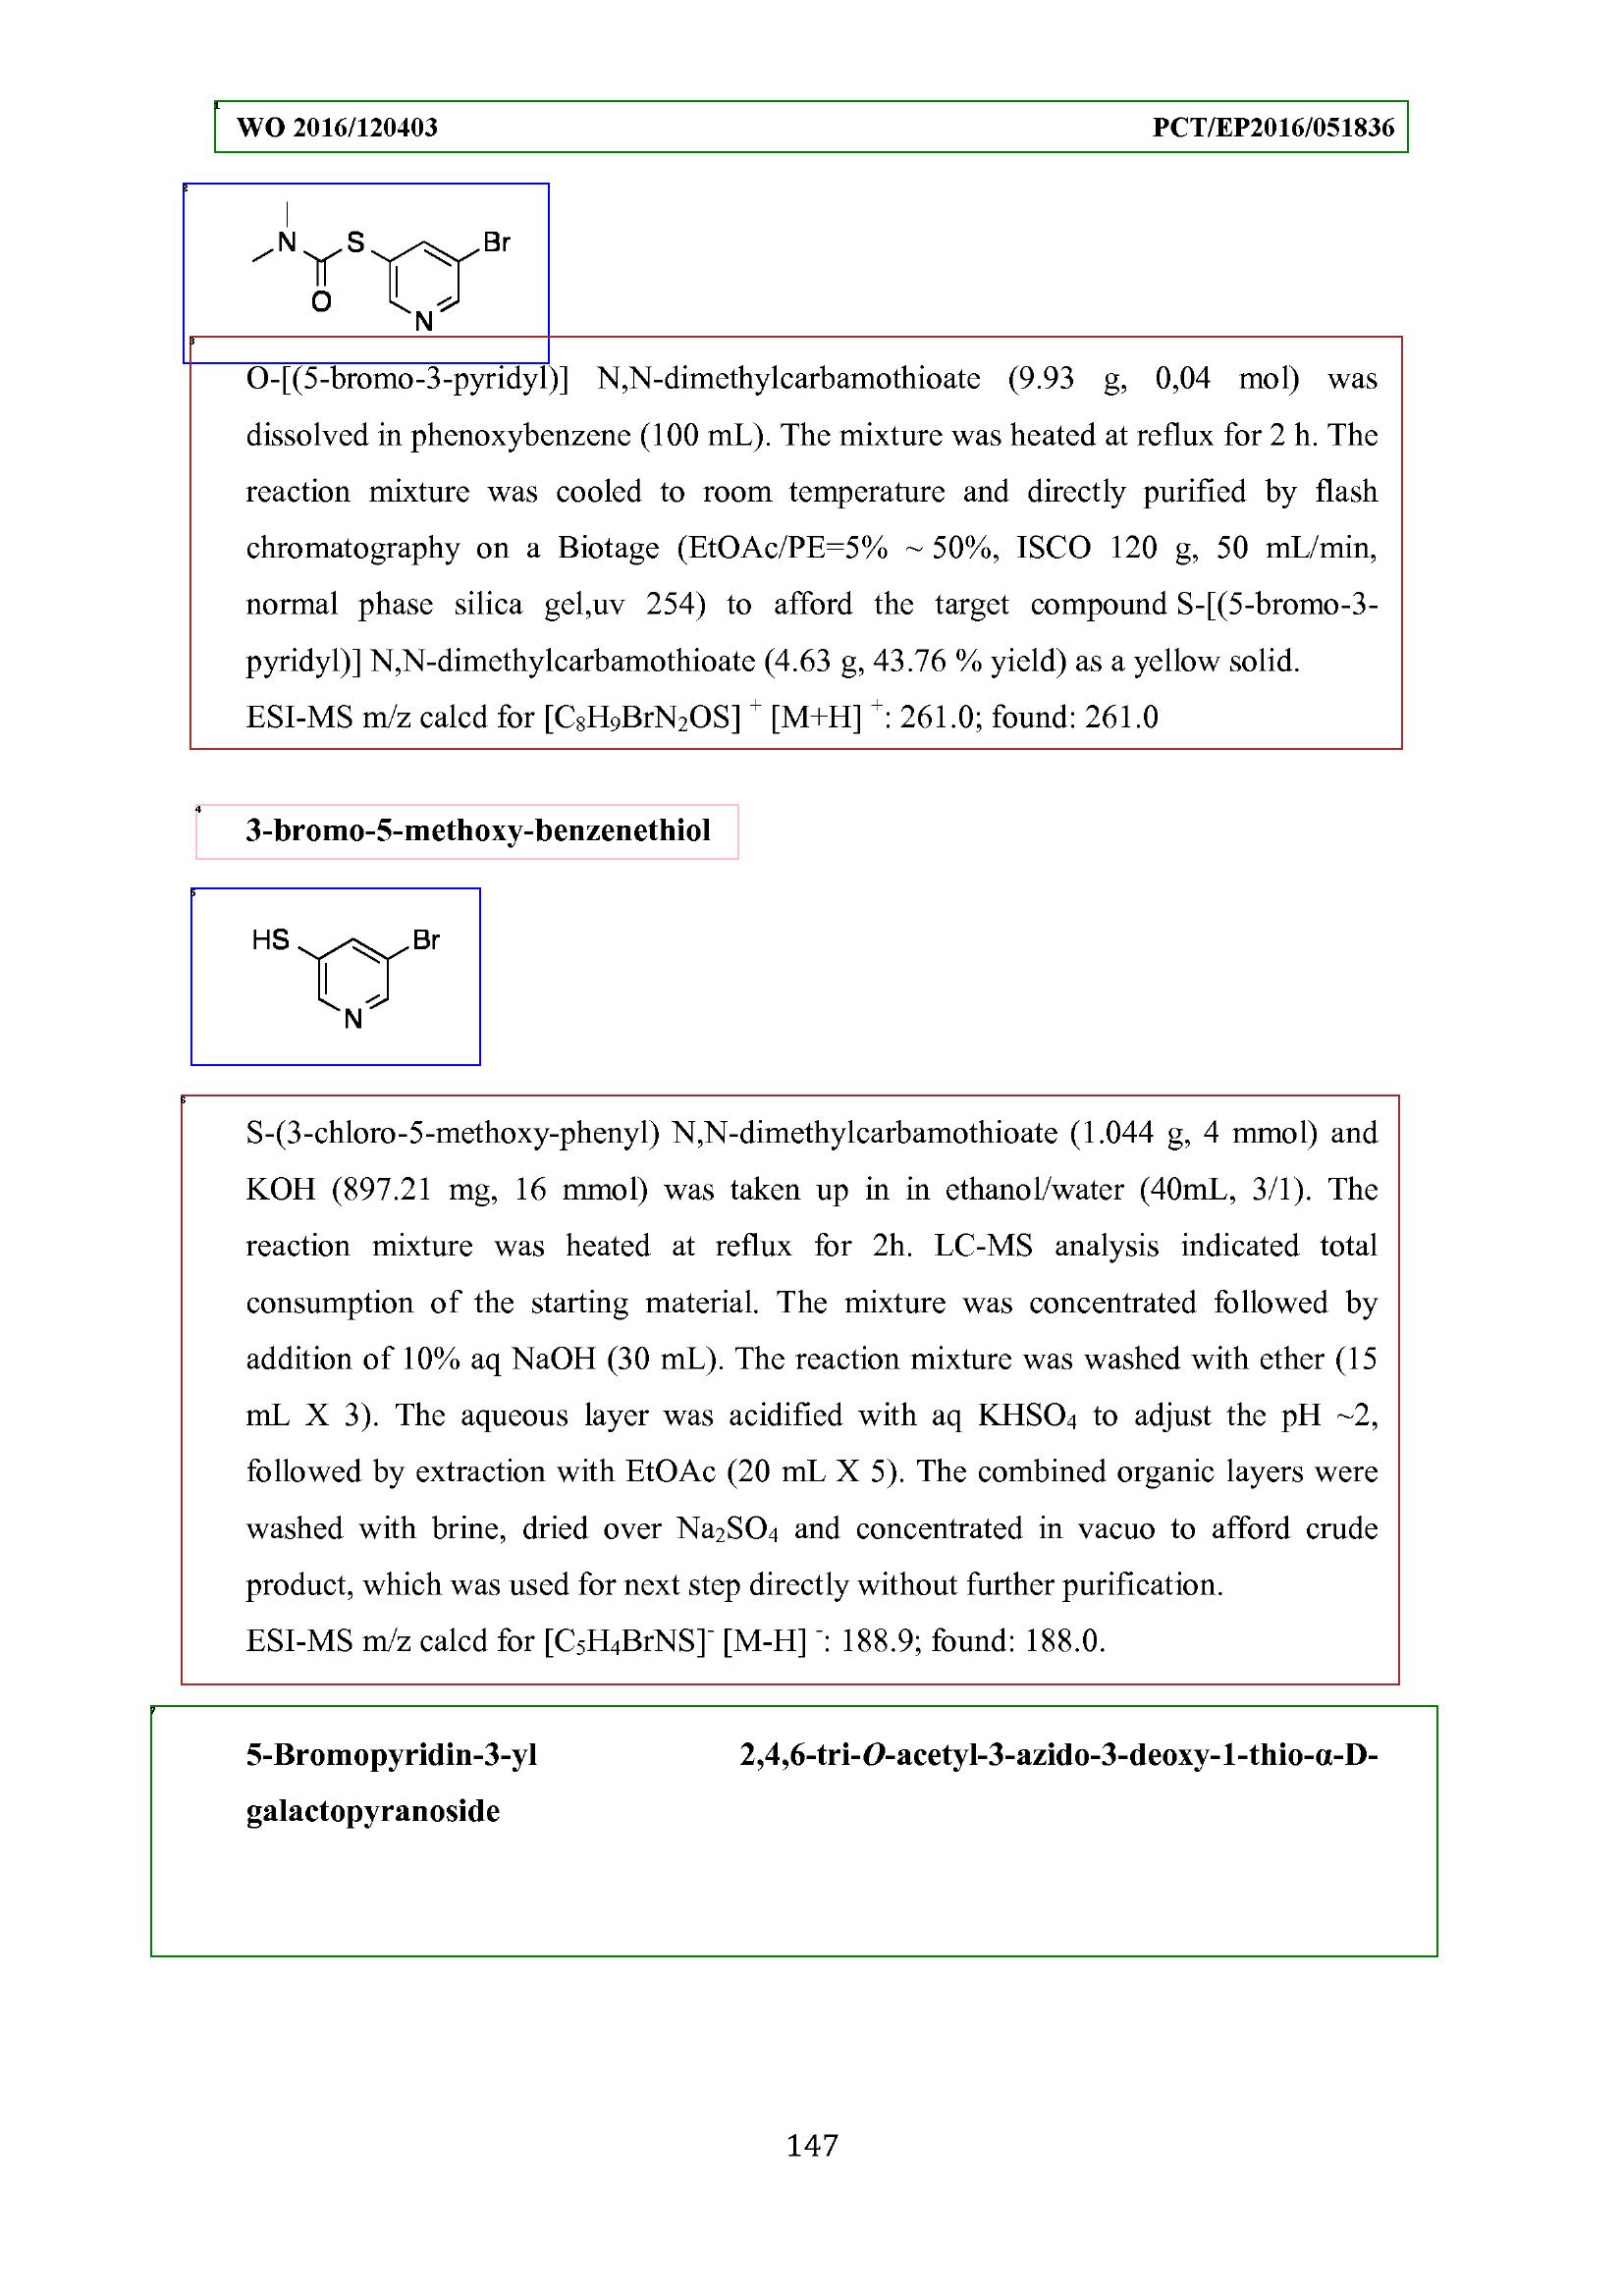 WO 2016/120403 PCT/EP2016/051836
N S Br
O N
O-[(5-bromo-3-pyridyl)] N,N-dimethylcarbamothioate (9.93 g, 0,04 mol) was
dissolved in phenoxybenzene (100 mL). The mixture was heated at reflux for 2 h. The
reaction mixture was cooled to room temperature and directly purified by flash
chromatography on a Biotage (EtOAc/PE=5% ~ 50%, ISCO 120 g, 50 mL/min,
normal phase silica gel,uv 254) to afford the target compound S-[(5-bromo-3-
pyridyl)] N,N-dimethylcarbamothioate (4.63 g, 43.76 % yield) as a yellow solid.
ESI-MS m/z calcd for [C₈H₉BrN₂OS] ⁺ [M+H] ⁺: 261.0; found: 261.0
3-bromo-5-methoxy-benzenethiol
HS Br
N
S-(3-chloro-5-methoxy-phenyl) N,N-dimethylcarbamothioate (1.044 g, 4 mmol) and
KOH (897.21 mg, 16 mmol) was taken up in in ethanol/water (40mL, 3/1). The
reaction mixture was heated at reflux for 2h. LC-MS analysis indicated total
consumption of the starting material. The mixture was concentrated followed by
addition of 10% aq NaOH (30 mL). The reaction mixture was washed with ether (15
mL X 3). The aqueous layer was acidified with aq KHSO₄ to adjust the pH ~2,
followed by extraction with EtOAc (20 mL X 5). The combined organic layers were
washed with brine, dried over Na₂SO₄ and concentrated in vacuo to afford crude
product, which was used for next step directly without further purification.
ESI-MS m/z calcd for [C₅H₄BrNS]⁻ [M-H] ⁻: 188.9; found: 188.0.
5-Bromopyridin-3-yl 2,4,6-tri-O-acetyl-3-azido-3-deoxy-1-thio-α-D-
galactopyranoside
147